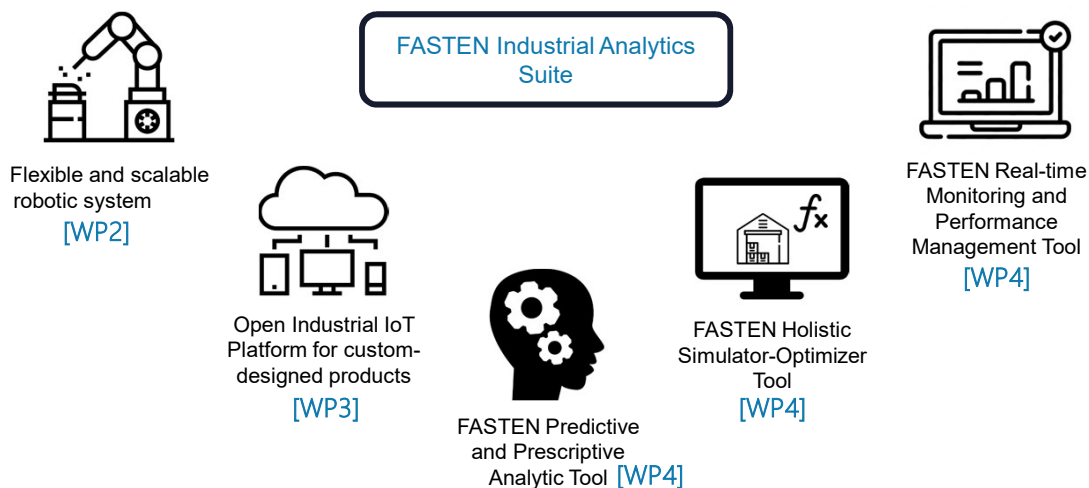 FASTEN Industrial Analytics
Suite
Flexible and scalable
robotic system
[WP2]
Open Industrial IoT
Platform for custom-
designed products
[WP3]
FASTEN Predictive
and Prescriptive
Analytic Tool [WP4]
fx
FASTEN Holistic
Simulator-Optimizer
Tool
[WP4]
FASTEN Real-time
Monitoring and
Performance
Management Tool
[WP4]